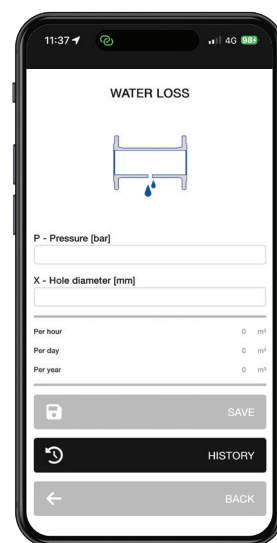 11:37 4G 98+
WATER LOSS
P - Pressure [bar]
X - Hole diameter [mm]
Per hour 0 m³
Per day 0 m³
Per year 0 m³
SAVE
HISTORY
BACK